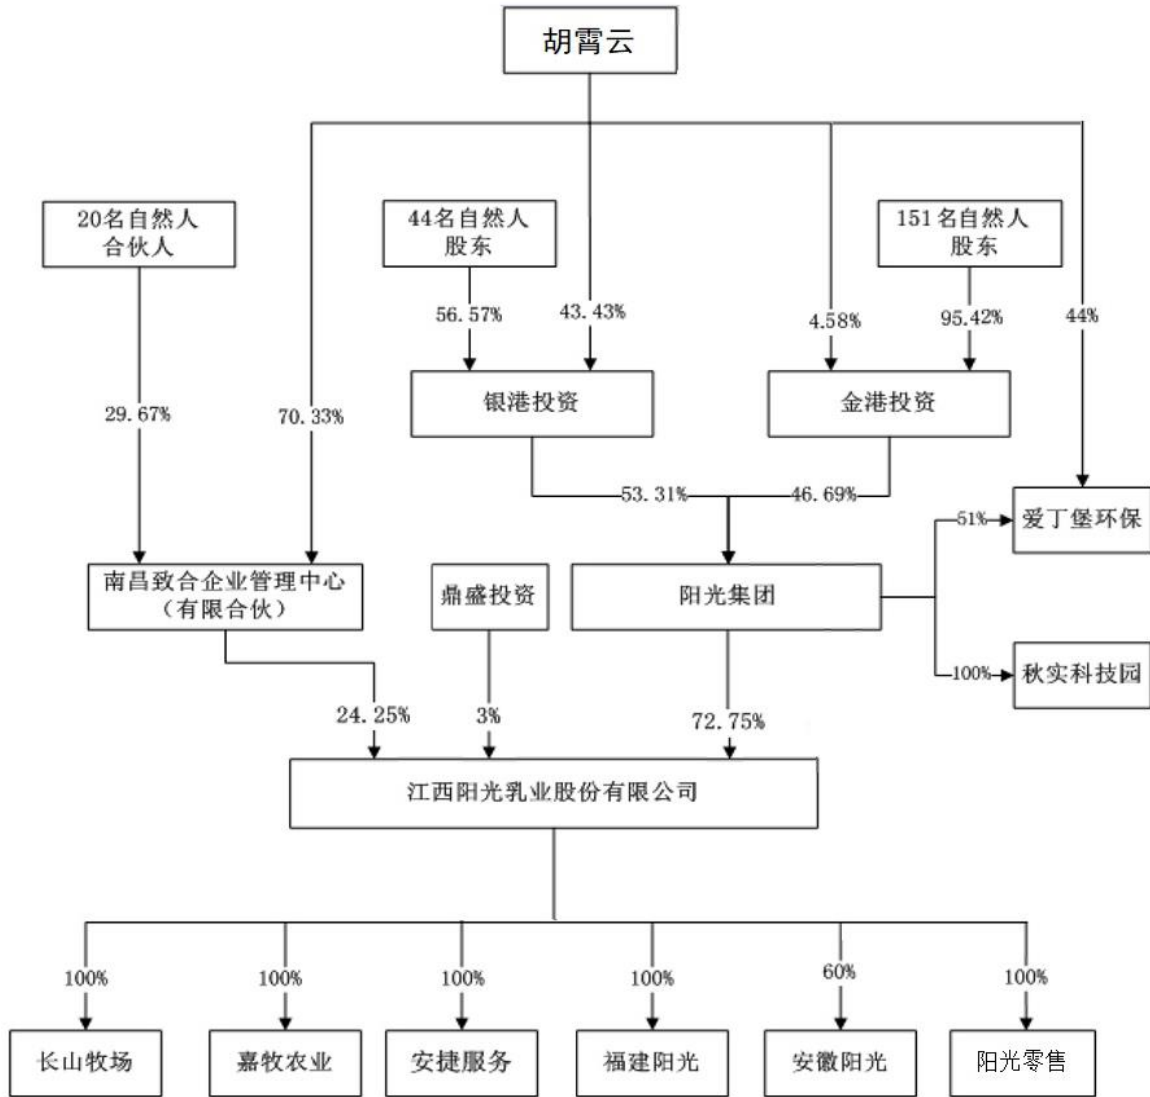 胡霄云
20名自然人
合伙人
44名自然人
股东
151名自然人
股东
56.57%
43.43%
4.58%
95.42%
44%
29.67%
70.33%
银港投资
金港投资
53.31%
46.69%
51%
爱丁堡环保
南昌致合企业管理中心
（有限合伙）
鼎盛投资
阳光集团
100%
秋实科技园
24.25%
3%
72.75%
江西阳光乳业股份有限公司
100%
100%
100%
100%
60%
100%
长山牧场
嘉牧农业
安捷服务
福建阳光
安徽阳光
阳光零售